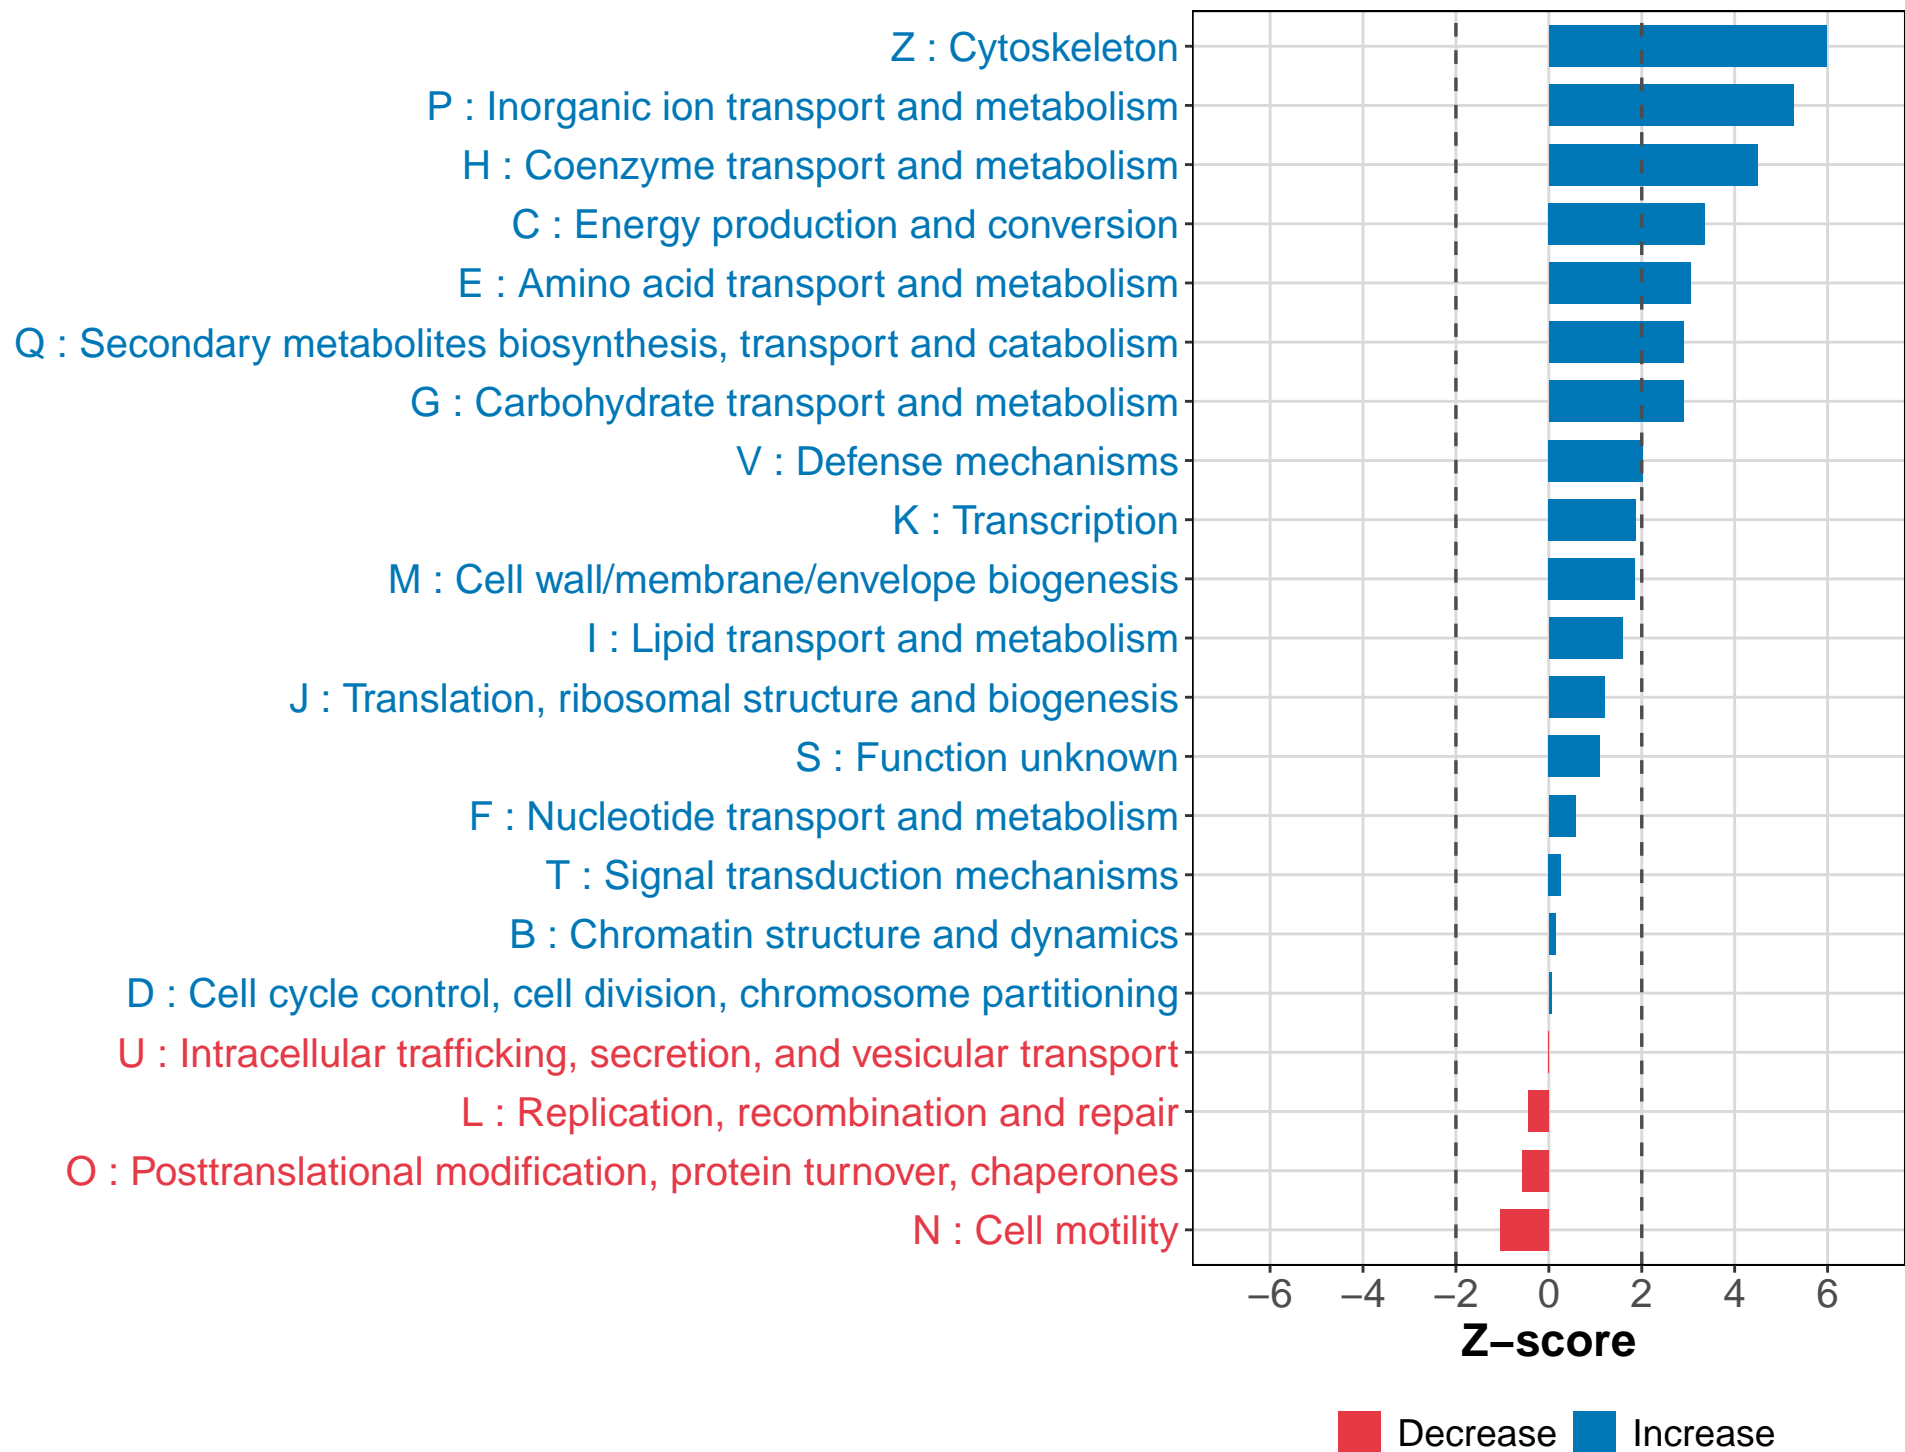 Z : Cytoskeleton
P : Inorganic ion transport and metabolism
H : Coenzyme transport and metabolism
C : Energy production and conversion
E : Amino acid transport and metabolism
Q : Secondary metabolites biosynthesis, transport and catabolism
G : Carbohydrate transport and metabolism
V : Defense mechanisms
K : Transcription
M : Cell wall/membrane/envelope biogenesis
I : Lipid transport and metabolism
J : Translation, ribosomal structure and biogenesis
S : Function unknown
F : Nucleotide transport and metabolism
T : Signal transduction mechanisms
B : Chromatin structure and dynamics
D : Cell cycle control, cell division, chromosome partitioning
U : Intracellular trafficking, secretion, and vesicular transport
L : Replication, recombination and repair
O : Posttranslational modification, protein turnover, chaperones
N : Cell motility
−6 −4 −2 0 2 4 6
Z−score
Decrease Increase